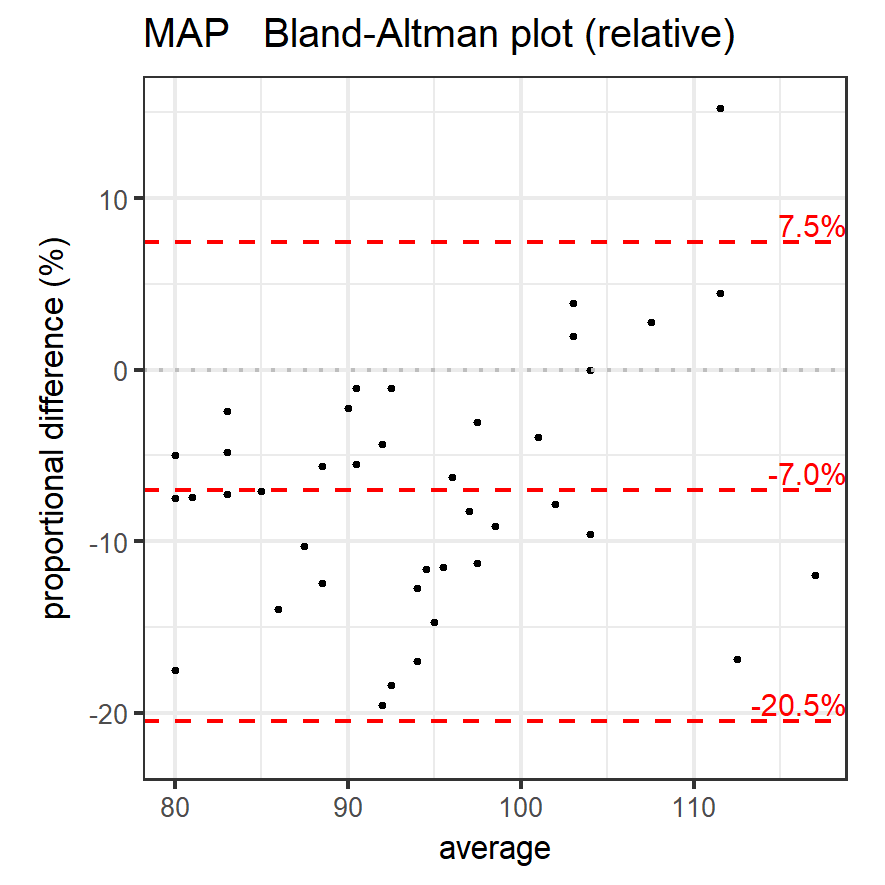 MAP   Bland-Altman plot (relative)
proportional difference (%)
10
0
-10
-20
7.5%
-7.0%
-20.5%
80 90 100 110
average